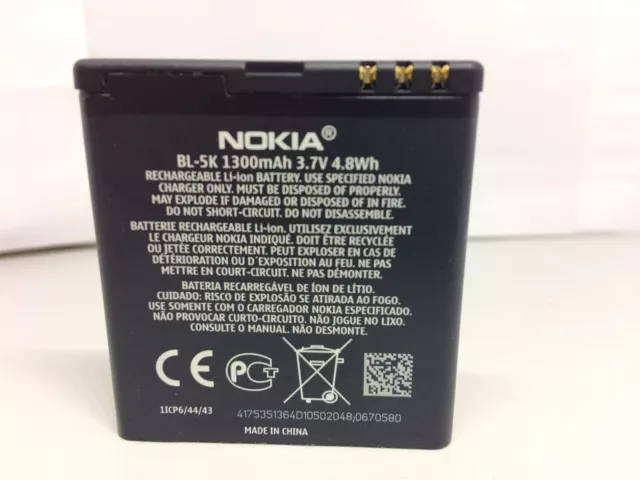 NOKIA®
BL-5K 1300mAh 3.7V 4.8Wh
RECHARGEABLE Li-ion BATTERY. USE SPECIFIED NOKIA
CHARGER ONLY. MUST BE DISPOSED OF PROPERLY.
MAY EXPLODE IF DAMAGED OR DISPOSED OF IN FIRE.
DO NOT SHORT-CIRCUIT. DO NOT DISASSEMBLE.
BATTERIE RECHARGEABLE Li-ion. UTILISEZ EXCLUSIVEMENT
LE CHARGEUR NOKIA INDIQUÉ. DOIT ÊTRE RECYCLÉE
OU JETÉE CORRECTEMENT. PEUT EXPLOSER EN CAS DE
DÉTÉRIORATION OU D'EXPOSITION AU FEU. NE PAS
METTRE EN COURT-CIRCUIT. NE PAS DÉMONTER.
BATERIA RECARREGÁVEL DE ÍON DE LÍTIO.
CUIDADO: RISCO DE EXPLOSÃO SE ATIRADA AO FOGO.
USE SOMENTE COM O CARREGADOR NOKIA ESPECIFICADO.
NÃO PROVOCAR CURTO-CIRCUITO. NÃO JOGUE NO LIXO.
CONSULTE O MANUAL. NÃO DESMONTE.
CE PCT
1ICP6/44/43
4175351364D10502048;0670580
MADE IN CHINA